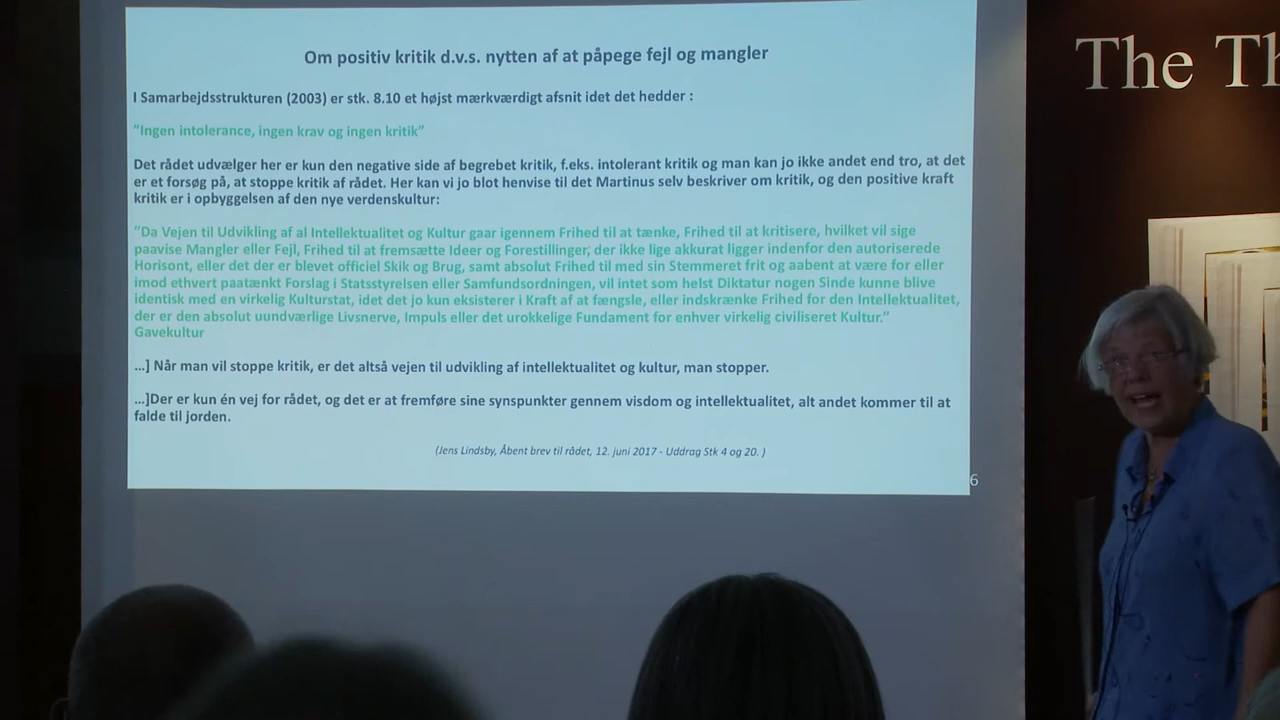 Om positiv kritik d.v.s. nytten af at påpege fejl og mangler
I Samarbejdsstrukturen (2003) er stk. 8.10 et højst mærkværdigt afsnit idet det hedder :
”Ingen intolerance, ingen krav og ingen kritik”
Det rådet udvælger her er kun den negative side af begrebet kritik, f.eks. intolerant kritik og man kan jo ikke andet end tro, at det
er et forsøg på, at stoppe kritik af rådet. Her kan vi jo blot henvise til det Martinus selv beskriver om kritik, og den positive kraft
kritik er i opbyggelsen af den nye verdenskultur:
”Da Vejen til Udvikling af al Intellektualitet og Kultur gaar igennem Frihed til at tænke, Frihed til at kritisere, hvilket vil sige
paavise Mangler eller Fejl, Frihed til at fremsætte Ideer og Forestillinger, der ikke lige akkurat ligger indenfor den autoriserede
Horisont, eller det der er blevet officiel Skik og Brug, samt absolut Frihed til med sin Stemmeret frit og aabent at være for eller
imod ethvert paatænkt Forslag i Statsstyrelsen eller Samfundsordningen, vil intet som helst Diktatur nogen Sinde kunne blive
identisk med en virkelig Kulturstat, idet det jo kun eksisterer i Kraft af at fængsle, eller indskrænke Frihed for den Intellektualitet,
der er den absolut uundværlige Livsnerve, Impuls eller det urokkelige Fundament for enhver virkelig civiliseret Kultur.”
Gavekultur
…] Når man vil stoppe kritik, er det altså vejen til udvikling af intellektualitet og kultur, man stopper.
…]Der er kun én vej for rådet, og det er at fremføre sine synspunkter gennem visdom og intellektualitet, alt andet kommer til at
falde til jorden.
(Jens Lindsby, Åbent brev til rådet, 12. juni 2017 - Uddrag Stk 4 og 20. )
6
The Th